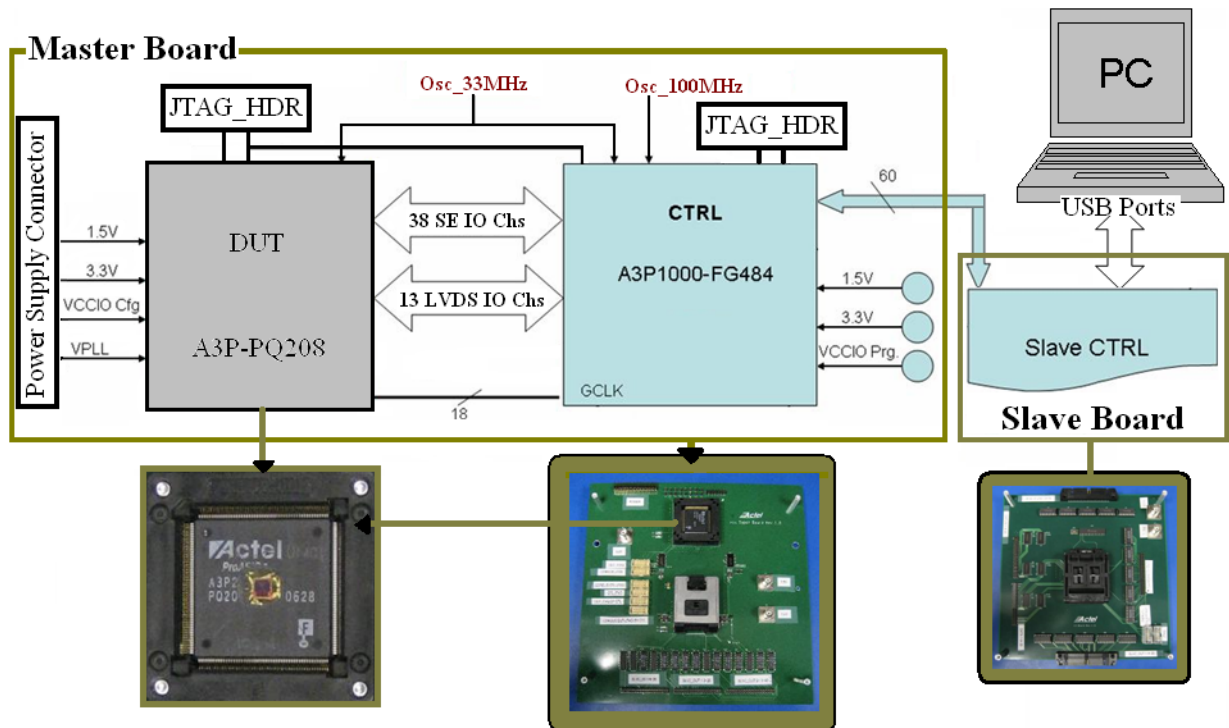 Master Board
Osc_33MHz
Osc_100MHz
PC
JTAG_HDR
JTAG_HDR
Power Supply Connector
60
USB Ports
38 SE IO Chs
CTRL
1.5V
DUT
A3P1000-FG484
3.3V
1.5V
13 LVDS IO Chs
VCCIO Cfg
3.3V
Slave CTRL
A3P-PQ208
VPLL
VCCIO Prg.
GCLK
18
Slave Board
Actel
A3P2
PQ20
0628
F
Actel
Actel